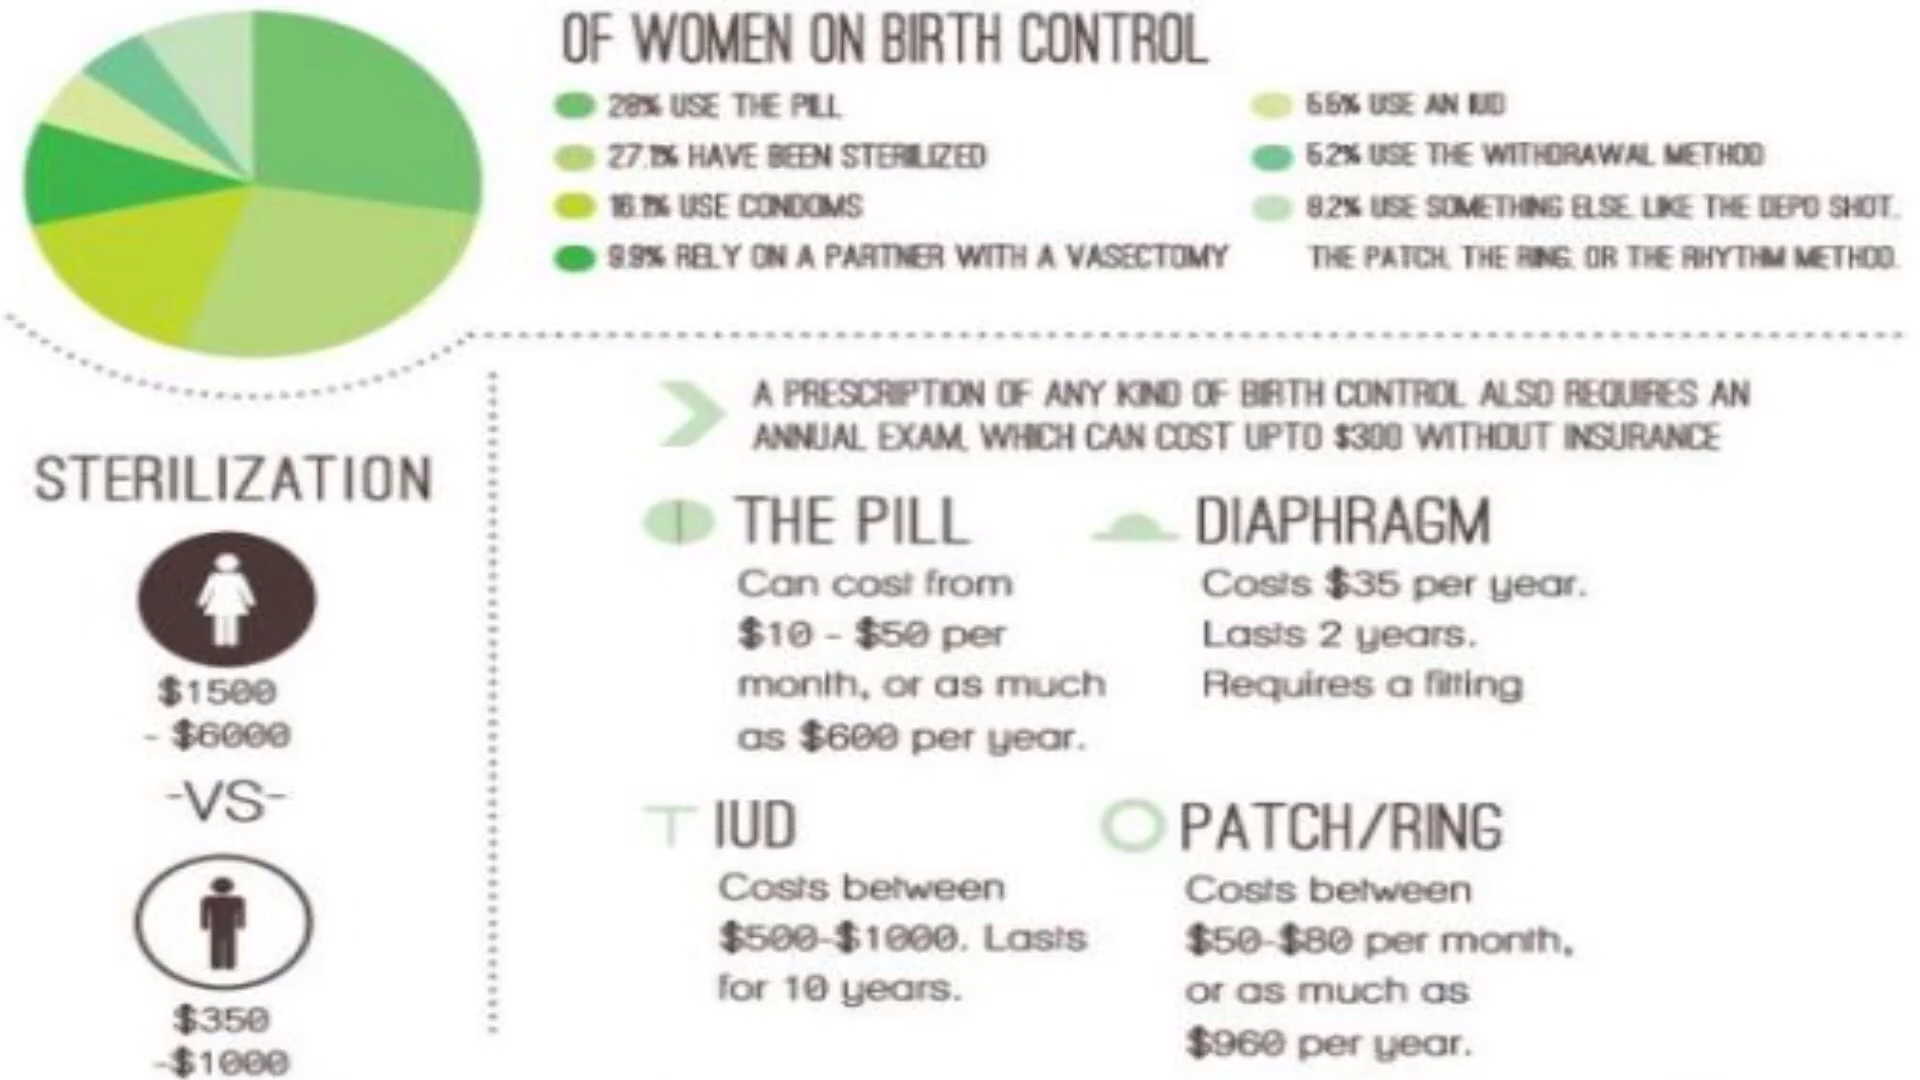 OF WOMEN ON BIRTH CONTROL
28% USE THE PILL
27.1% HAVE BEEN STERILIZED
16.1% USE CONDOMS
9.9% RELY ON A PARTNER WITH A VASECTOMY
5.5% USE AN IUD
5.2% USE THE WITHDRAWAL METHOD
8.2% USE SOMETHING ELSE, LIKE THE DEPO SHOT,
THE PATCH, THE RING, OR THE RHYTHM METHOD.
A PRESCRIPTION OF ANY KIND OF BIRTH CONTROL ALSO REQUIRES AN
ANNUAL EXAM, WHICH CAN COST UPTO $300 WITHOUT INSURANCE
STERILIZATION
$1500
- $6000
-VS-
$350
-$1000
THE PILL
Can cost from
$10 - $50 per
month, or as much
as $600 per year.
DIAPHRAGM
Costs $35 per year.
Lasts 2 years.
Requires a fitting
IUD
Costs between
$500-$1000. Lasts
for 10 years.
PATCH/RING
Costs between
$50-$80 per month,
or as much as
$960 per year.